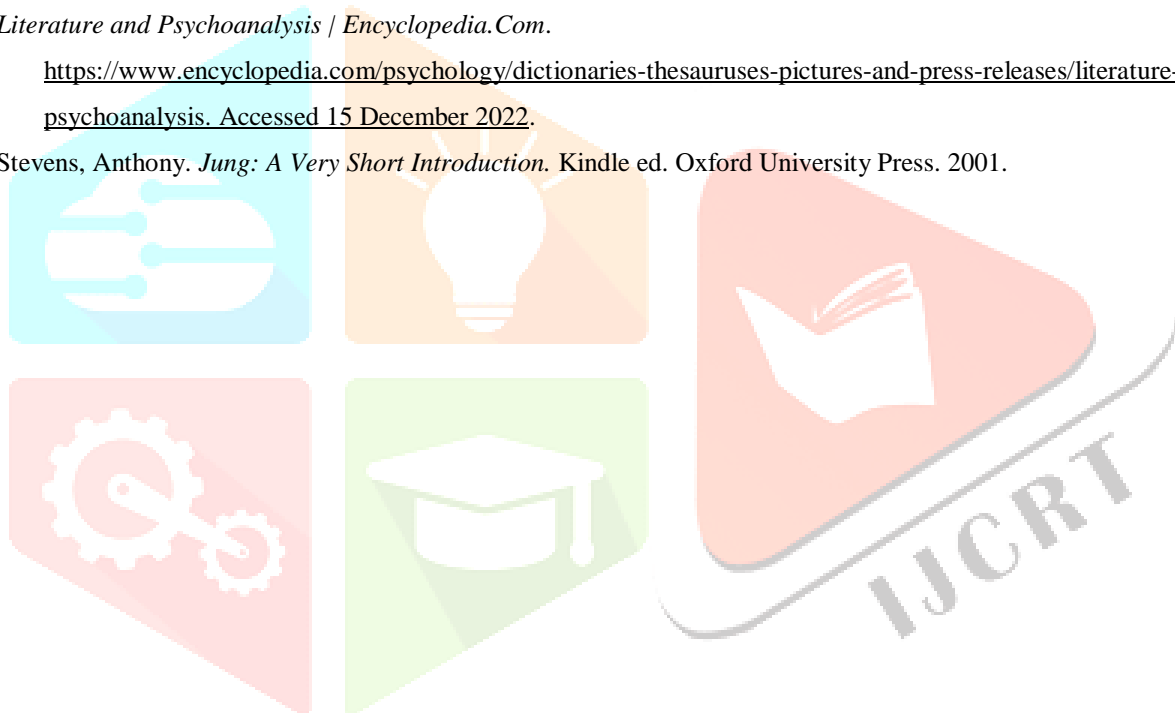 Literature and Psychoanalysis | Encyclopedia.Com.
https://www.encyclopedia.com/psychology/dictionaries-thesauruses-pictures-and-press-releases/literature-
psychoanalysis. Accessed 15 December 2022.
Stevens, Anthony. Jung: A Very Short Introduction. Kindle ed. Oxford University Press. 2001.
IJCRT